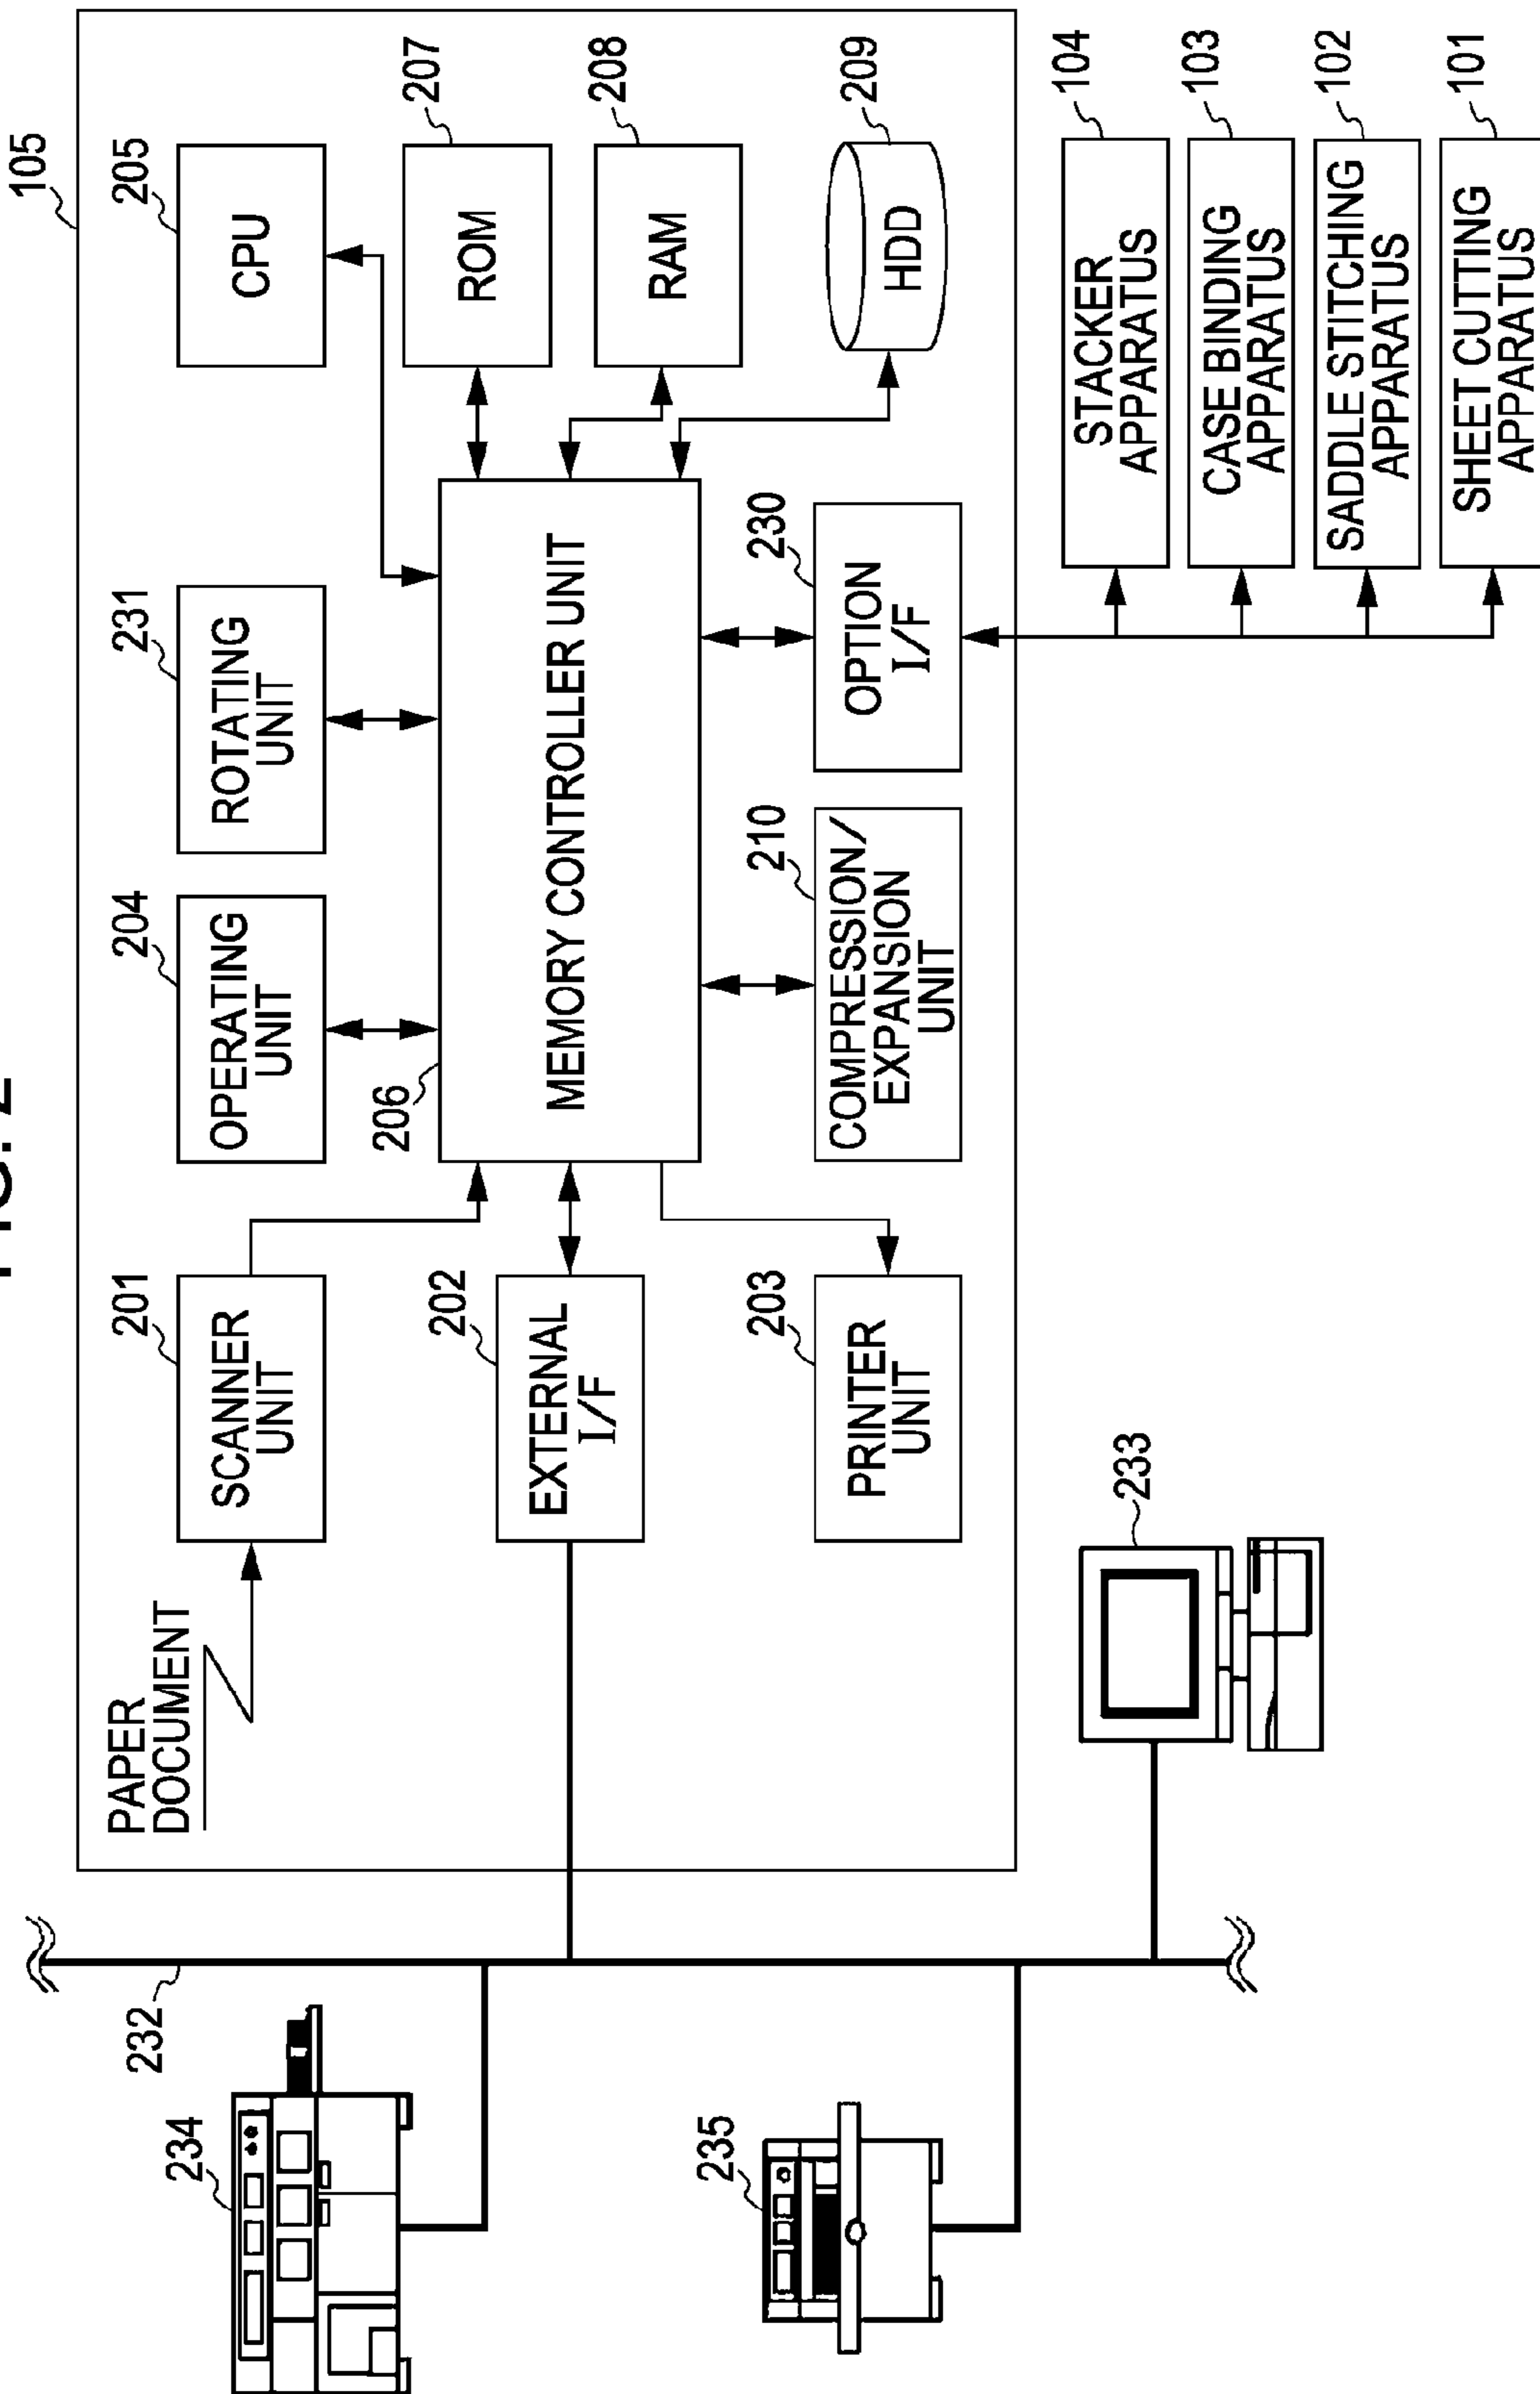 FIG. 2
105
PAPER
DOCUMENT
201
SCANNER
UNIT
204
OPERATING
UNIT
231
ROTATING
UNIT
205
CPU
206
MEMORY CONTROLLER UNIT
207
ROM
202
EXTERNAL
I/F
208
RAM
203
PRINTER
UNIT
210
COMPRESSION/
EXPANSION
UNIT
230
OPTION
I/F
209
HDD
232
234
235
233
104
STACKER
APPARATUS
103
CASE BINDING
APPARATUS
102
SADDLE STITCHING
APPARATUS
101
SHEET CUTTING
APPARATUS